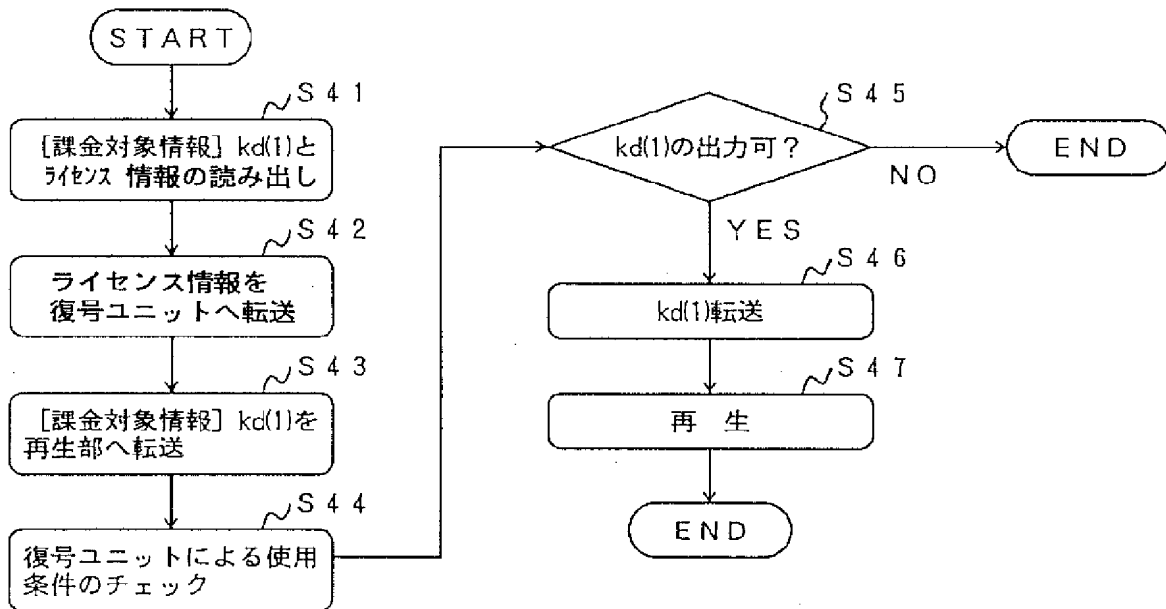 START
S41
[課金対象情報] kd(1)と
ライセンス 情報の読み出し
S42
ライセンス情報を
復号ユニットへ転送
S43
[課金対象情報] kd(1)を
再生部へ転送
S44
復号ユニットによる使用
条件のチェック
S45
kd(1)の出力可?
NO
END
YES
S46
kd(1)転送
S47
再 生
END